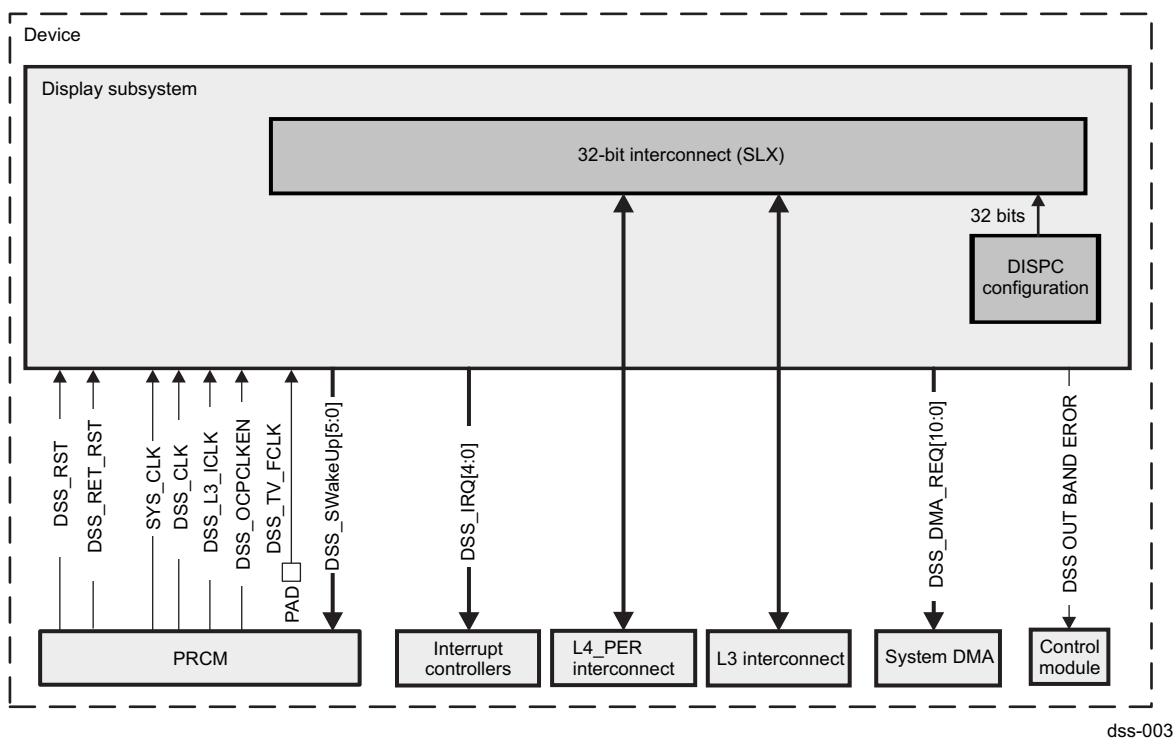 Device
Display subsystem
32-bit interconnect (SLX)
32 bits
DISPC
configuration
DSS_RST
DSS_RET_RST
SYS_CLK
DSS_CLK
DSS_L3_ICLK
DSS_OCPCLKEN
DSS_TV_FCLK
PAD
DSS_SWakeUp[5:0]
DSS_IRQ[4:0]
DSS_DMA_REQ[10:0]
DSS OUT BAND EROR
PRCM
Interrupt
controllers
L4_PER
interconnect
L3 interconnect
System DMA
Control
module
dss-003